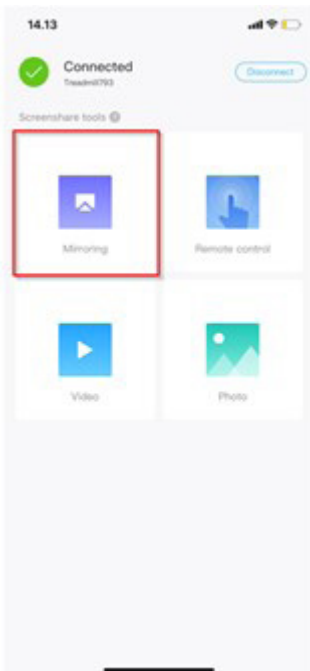 14.13
Connected
Disconnect
Treadmill793
Screenshare tools
Mirroring
Remote control
Video
Photo